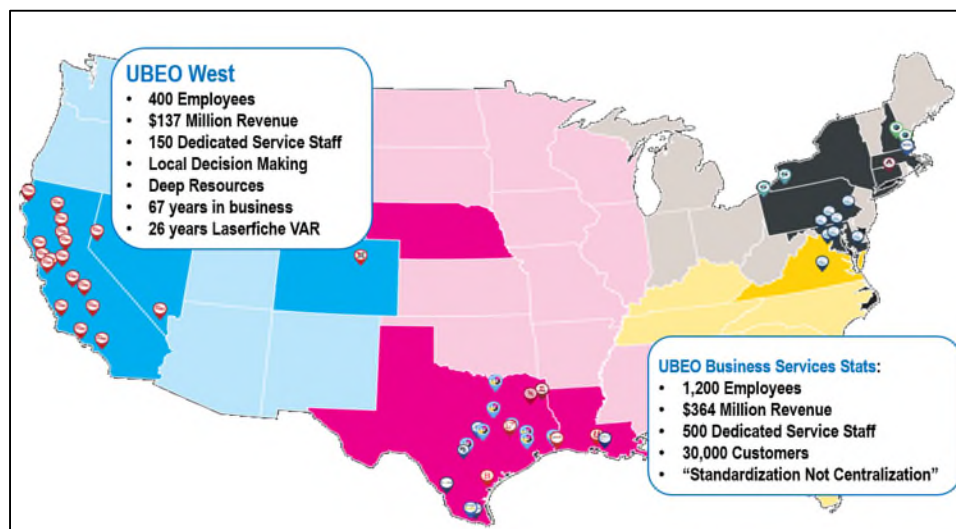 UBEO West
• 400 Employees
• $137 Million Revenue
• 150 Dedicated Service Staff
• Local Decision Making
• Deep Resources
• 67 years in business
• 26 years Laserfiche VAR
UBEO Business Services Stats:
• 1,200 Employees
• $364 Million Revenue
• 500 Dedicated Service Staff
• 30,000 Customers
• “Standardization Not Centralization”